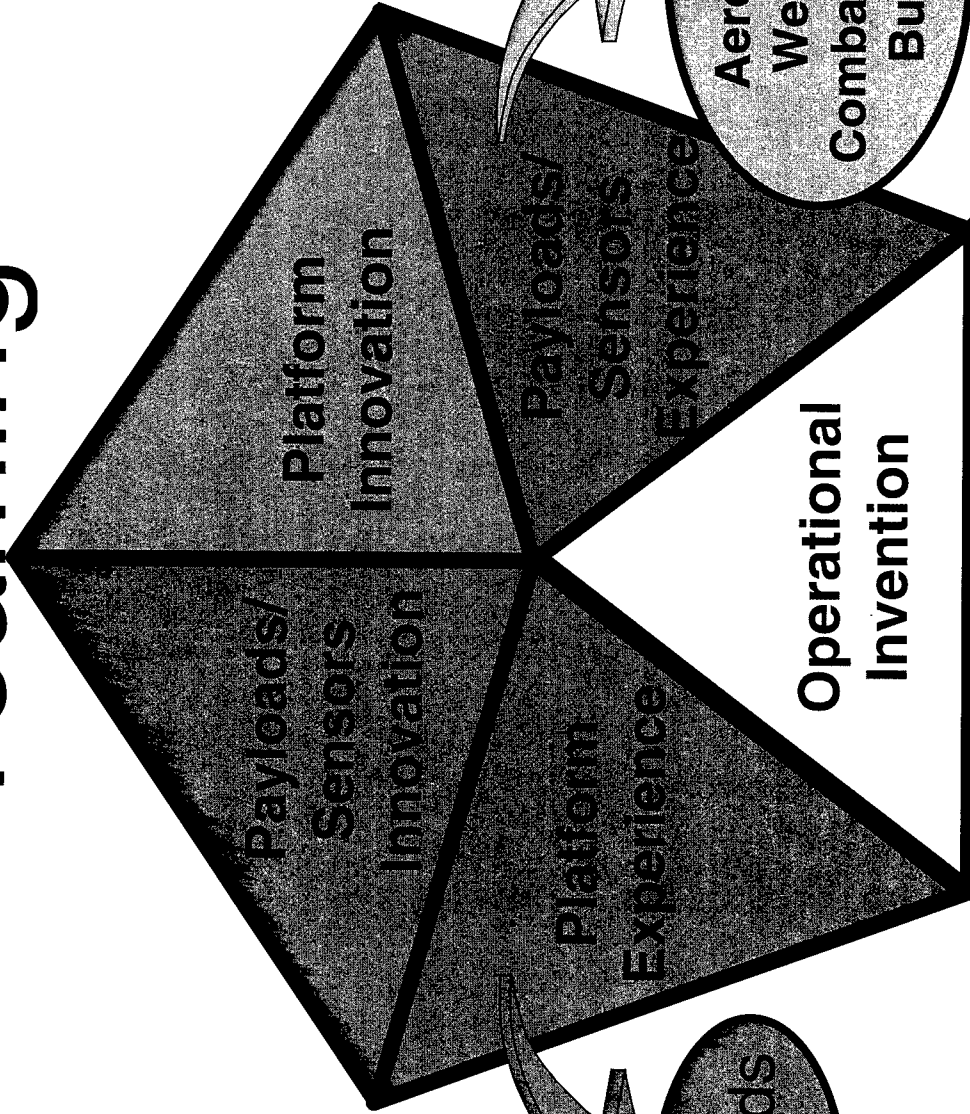 Payloads/
Sensors
Innovation
Platform
Innovation
Platform
Experience
Payloads/
Sensors
Experience
Operational
Invention